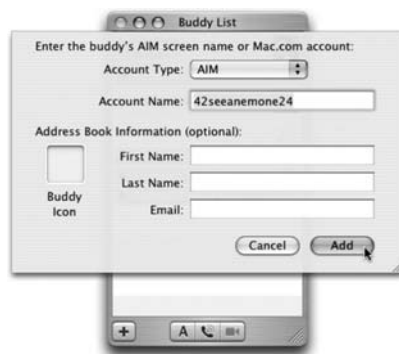 Buddy List
Enter the buddy's AIM screen name or Mac.com account:
Account Type: AIM
Account Name: 42seeanemone24
Address Book Information (optional):
First Name:
Last Name:
Buddy Icon
Email:
Cancel Add
+ A